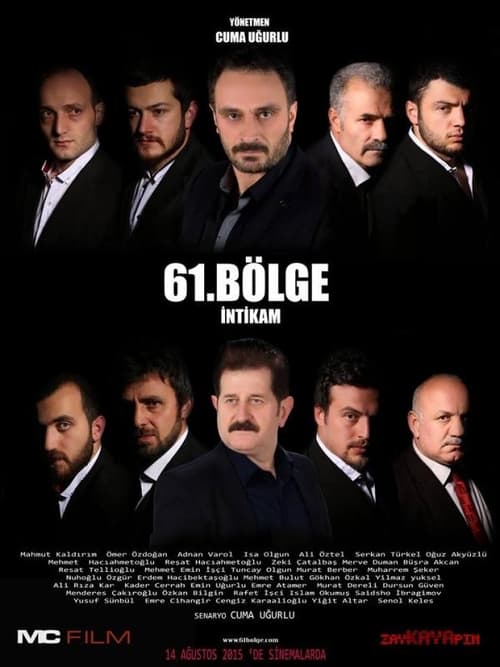 YÖNETMEN
CUMA UĞURLU
61.BÖLGE
İNTİKAM
Mahmut Kaldırım Ömer Özdoğan Adnan Varol Isa Olgun Ali Öztel Serkan Türkel Oğuz Akyüzlü
Mehmet Hacıahmetoğlu Reşat Hacıahmetoğlu Zeki Çatalbaş Merve Duman Büşra Akcan
Resat Tellioğlu Mehmet Emin İşçi Tuncay Olgun Murat Berber Muharrem Şeker
Nuhoğlu Özgür Erdem Hacibektaşoğlu Mehmet Bulut Gökhan Özkal Yilmaz yuksel
Ali Rıza Kar Kader Cerrah Emin Uğurlu Emre Atamer Murat Dereli Dursun Güven
Menderes Çakıroğlu Özkan Bilgin Rafet İşci Islam Okumuş Saidsho Ibragimov
Yusuf Sünbül Emre Cihangir Cengiz Karaalioğlu Yiğit Altar Senol Keles
SENARYO CUMA UĞURLU
MC FILM
www.61bolge.com
ZAYKAYAPIM
14 AĞUSTOS 2015 'DE SİNEMALARDA